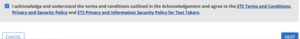 I acknowledge and understand the terms and conditions outlined in the Acknowledgement and agree to the ETS Terms and Conditions,
Privacy and Security Policy and ETS Privacy and Information Security Policy for Test Takers.
CANCEL
NEXT